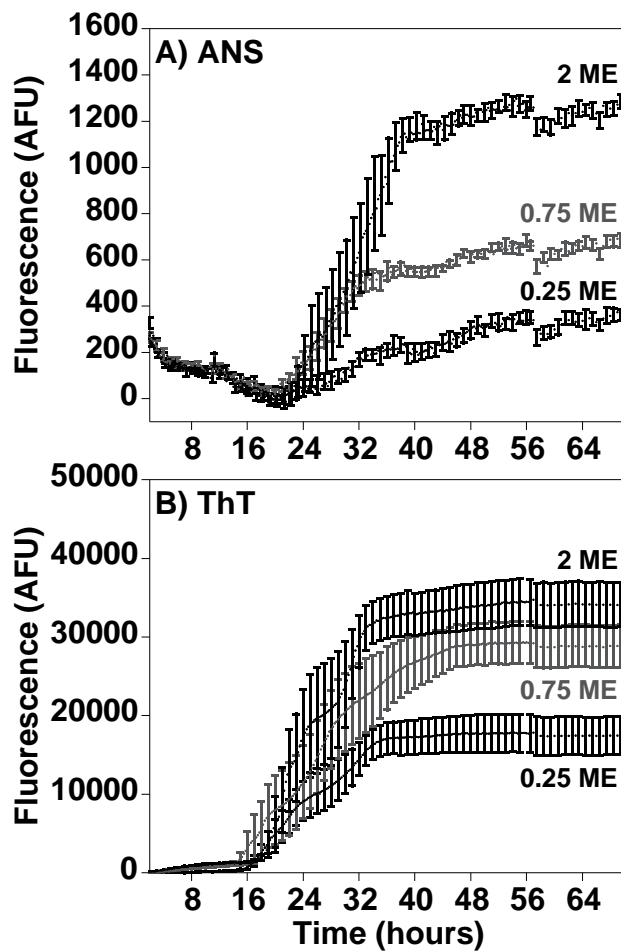 A) ANS
Fluorescence (AFU)
1600
1400
1200
1000
800
600
400
200
0
2 ME
0.75 ME
0.25 ME
8 16 24 32 40 48 56 64
B) ThT
Fluorescence (AFU)
50000
40000
30000
20000
10000
0
2 ME
0.75 ME
0.25 ME
8 16 24 32 40 48 56 64
Time (hours)